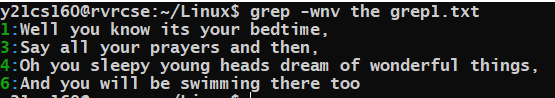 y21cs160@rvrcse:~/Linux$ grep -wnv the grep1.txt
1:Well you know its your bedtime,
3:Say all your prayers and then,
4:Oh you sleepy young heads dream of wonderful things,
6:And you will be swimming there too